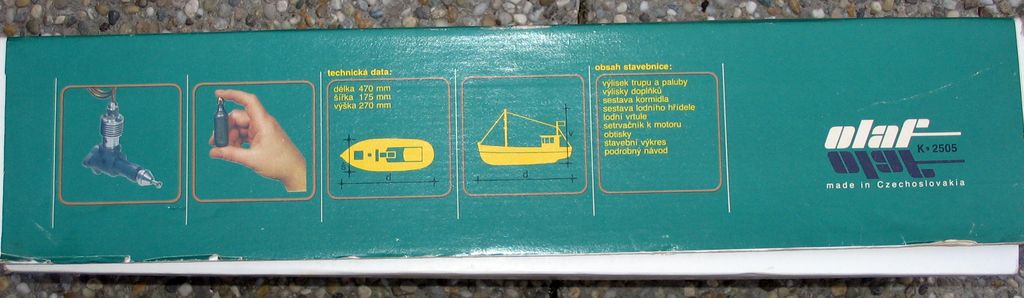 technická data:
délka 470 mm
šířka 175 mm
výška 270 mm
š
d
v
d
obsah stavebnice:
výlisek trupu a paluby
výlisky doplňků
sestava kormidla
sestava lodního hřídele
lodní vrtule
setrvačník k motoru
obtisky
stavební výkres
podrobný návod
olaf
olaf
K-2505
made in Czechoslovakia